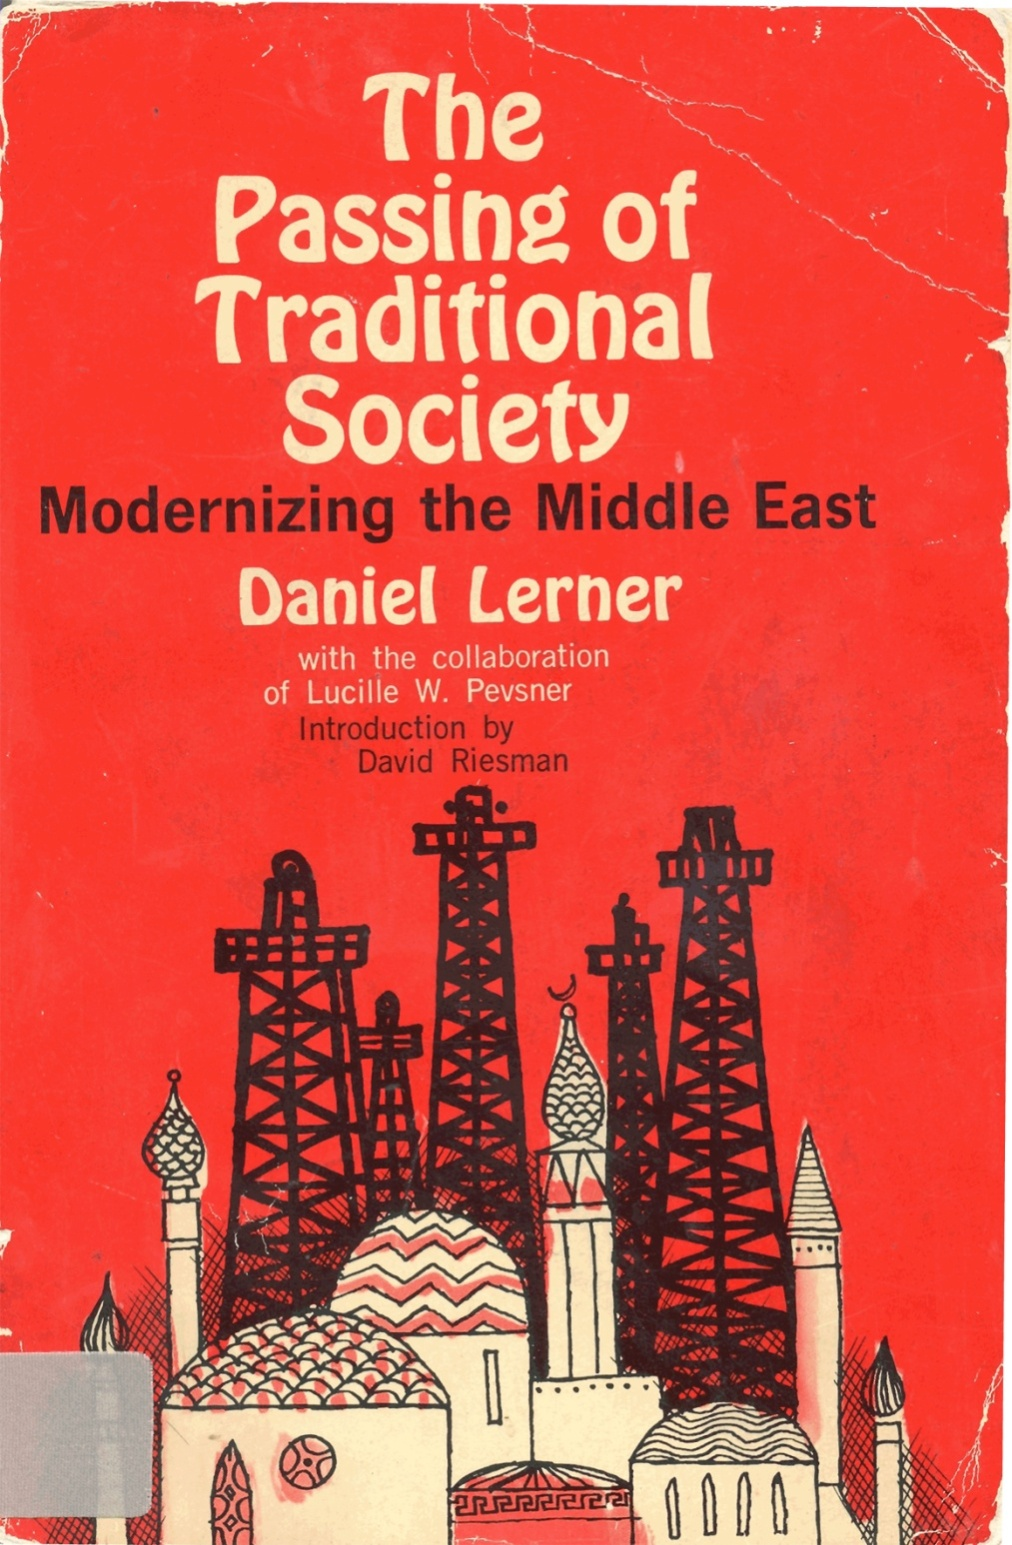 The
Passing of
Traditional
Society
Modernizing the Middle East
Daniel Lerner
with the collaboration
of Lucille W. Pevsner
Introduction by
David Riesman